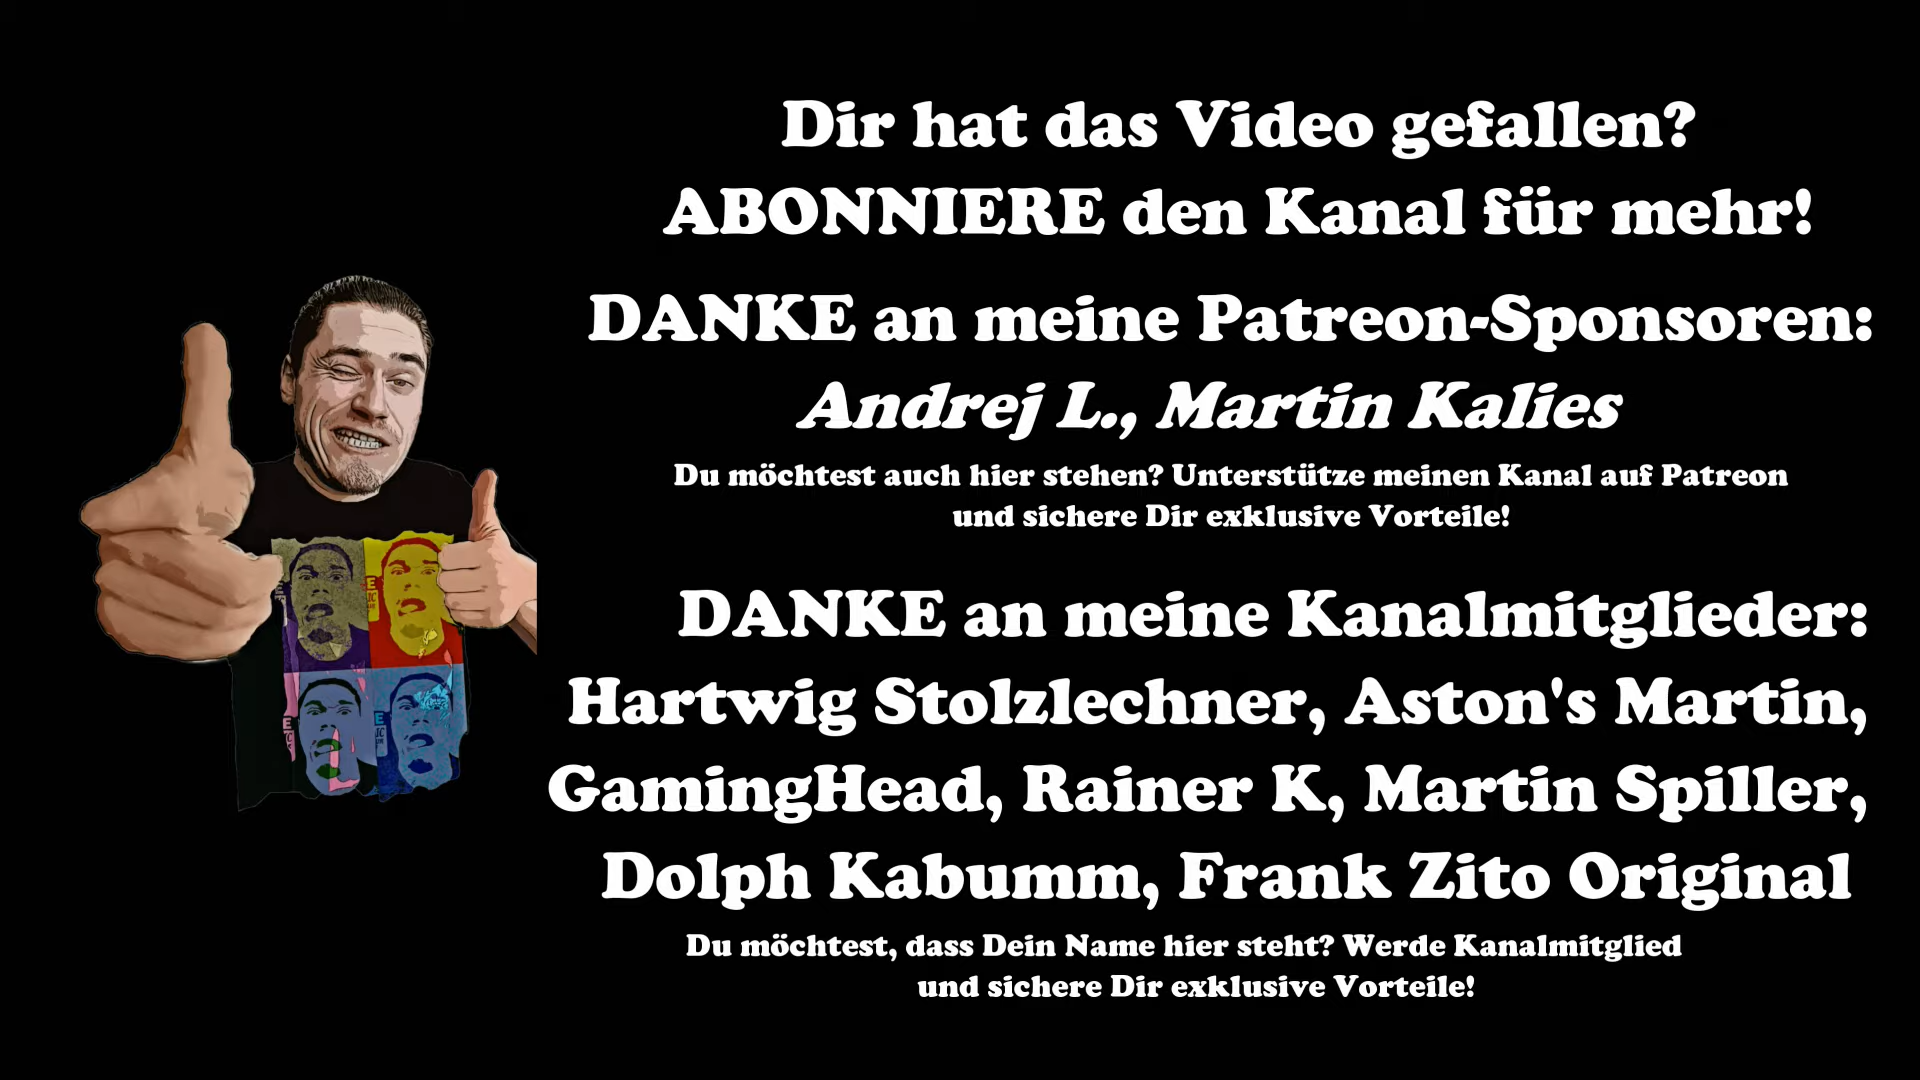 Dir hat das Video gefallen?
ABONNIERE den Kanal für mehr!
DANKE an meine Patreon-Sponsoren:
Andrej L., Martin Kalies
Du möchtest auch hier stehen? Unterstütze meinen Kanal auf Patreon
und sichere Dir exklusive Vorteile!
DANKE an meine Kanalmitglieder:
Hartwig Stolzlechner, Aston's Martin,
GamingHead, Rainer K, Martin Spiller,
Dolph Kabumm, Frank Zito Original
Du möchtest, dass Dein Name hier steht? Werde Kanalmitglied
und sichere Dir exklusive Vorteile!